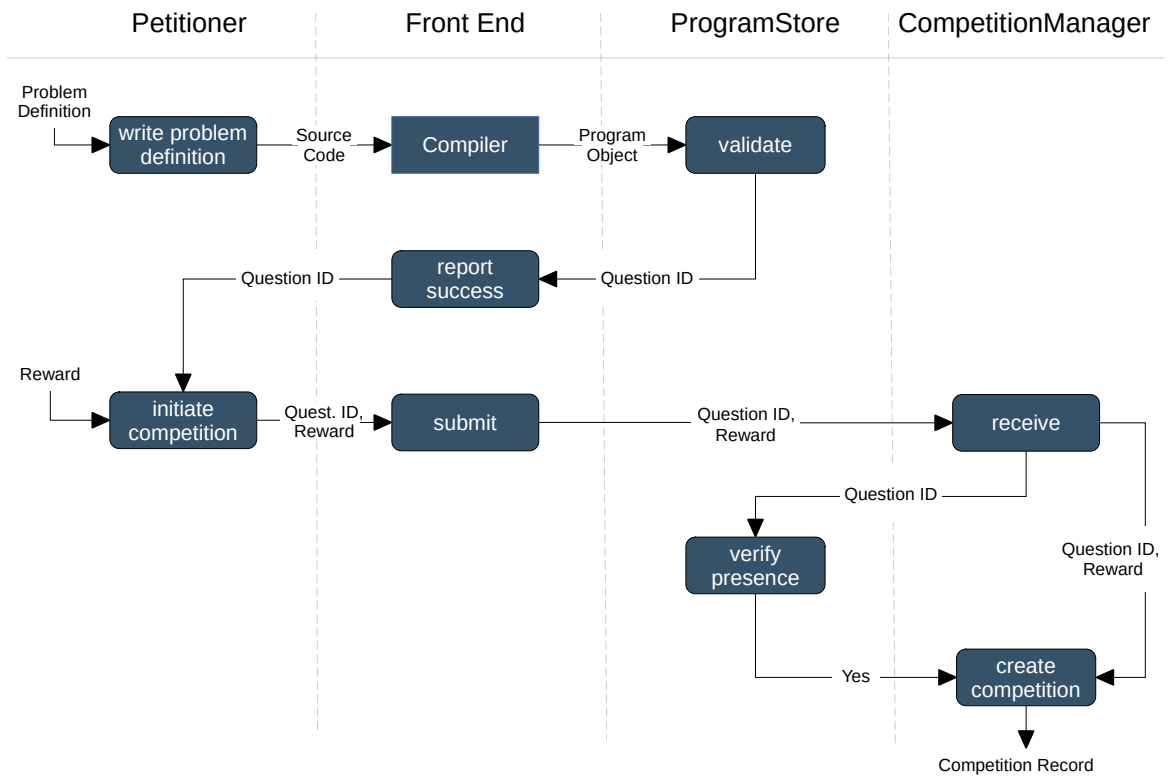 Petitioner
Front End
ProgramStore
CompetitionManager
Problem
Definition
write problem
definition
Source
Code
Compiler
Program
Object
validate
Question ID
report
success
Question ID
Reward
initiate
competition
Quest. ID,
Reward
submit
Question ID,
Reward
receive
Question ID
verify
presence
Question ID,
Reward
Yes
create
competition
Competition Record